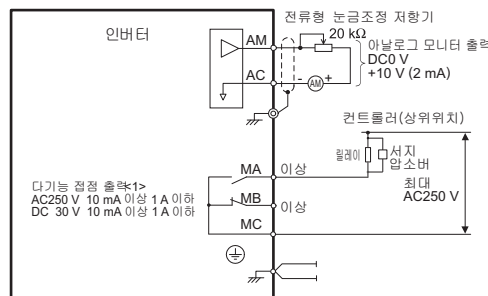 전류형 눈금조정 저항기
인버터
AM
20 kΩ
아날로그 모니터 출력
DC0 V
+10 V (2 mA)
AC
- AM +
컨트롤러(상위위치)
릴레이
서지
압소버
MA
이상
최대
AC250 V
다기능 접점 출력<1>
AC250 V 10 mA 이상 1 A 이하
DC 30 V 10 mA 이상 1 A 이하
MB
이상
MC